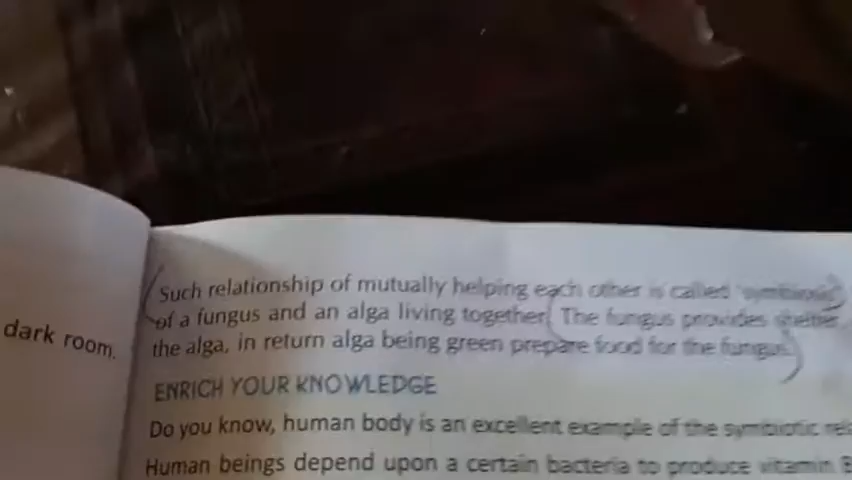 dark room.
Such relationship of mutually helping each other is called 'symbiosis'
of a fungus and an alga living together. The fungus provides shelter
the alga, in return alga being green prepare food for the fungus.
ENRICH YOUR KNOWLEDGE
Do you know, human body is an excellent example of the symbiotic
Human beings depend upon a certain bacteria to produce vitamin